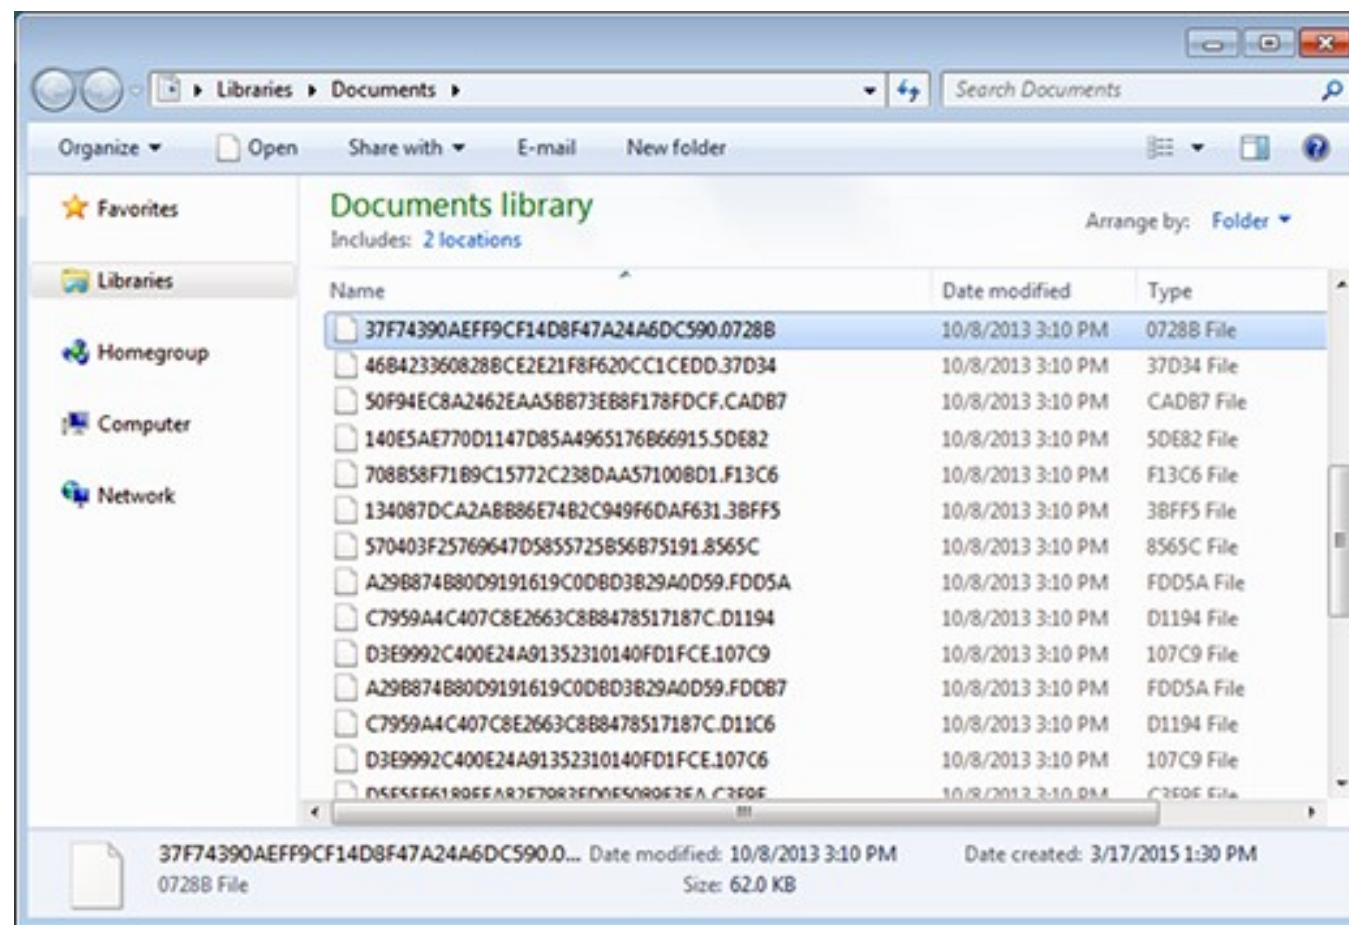 Libraries Documents Search Documents
Organize Open Share with E-mail New folder
Favorites
Libraries
Homegroup
Computer
Network
Documents library
Includes: 2 locations
Arrange by: Folder
Name Date modified Type
37F74390AEFF9CF14D8F47A24A6DC590.0728B 10/8/2013 3:10 PM 0728B File
46B423360828BCE2E21F8F620CC1CEDD.37D34 10/8/2013 3:10 PM 37D34 File
50F94EC8A2462EAA5BB73EB8F178FDCF.CADB7 10/8/2013 3:10 PM CADB7 File
140E5AE770D1147D85A4965176B66915.5DE82 10/8/2013 3:10 PM 5DE82 File
708B58F71B9C15772C238DAA57100BD1.F13C6 10/8/2013 3:10 PM F13C6 File
134087DCA2ABB86E74B2C949F6DAF631.3BFF5 10/8/2013 3:10 PM 3BFF5 File
570403F25769647D5855725B56B75191.8565C 10/8/2013 3:10 PM 8565C File
A29B874B80D9191619C0DBD3B29A0D59.FDD5A 10/8/2013 3:10 PM FDD5A File
C7959A4C407C8E2663C8B8478517187C.D1194 10/8/2013 3:10 PM D1194 File
D3E9992C400E24A91352310140FD1FCE.107C9 10/8/2013 3:10 PM 107C9 File
A29B874B80D9191619C0DBD3B29A0D59.FDDB7 10/8/2013 3:10 PM FDD5A File
C7959A4C407C8E2663C8B8478517187C.D11C6 10/8/2013 3:10 PM D1194 File
D3E9992C400E24A91352310140FD1FCE.107C6 10/8/2013 3:10 PM 107C9 File
10/8/2013 3:10 PM File
37F74390AEFF9CF14D8F47A24A6DC590.0... Date modified: 10/8/2013 3:10 PM Date created: 3/17/2015 1:30 PM
0728B File Size: 62.0 KB